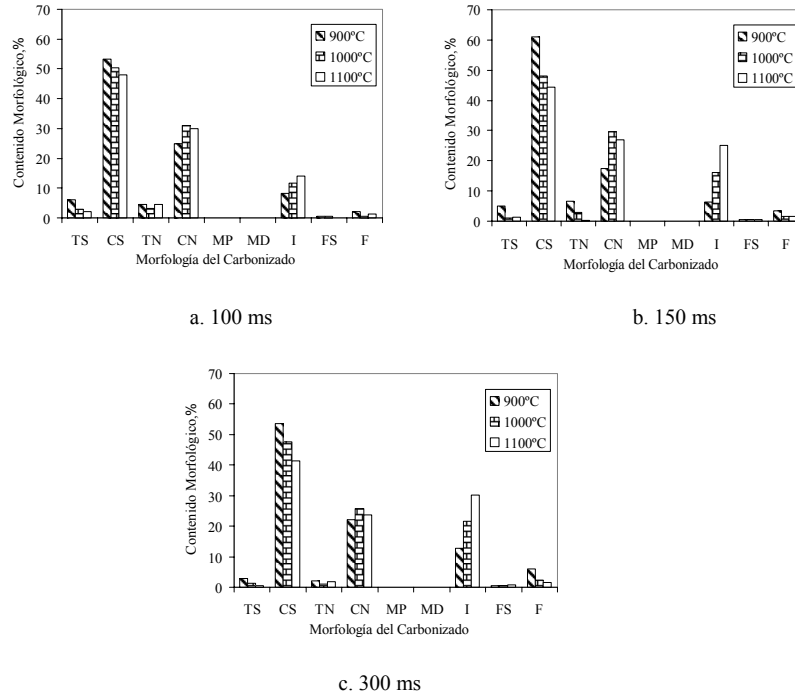 70
60
50
40
30
20
10
0
Contenido Morfológico,%
900ºC
1000ºC
1100ºC
TS CS TN CN MP MD I FS F
Morfología del Carbonizado
a. 100 ms
70
60
50
40
30
20
10
0
Contenido Morfológico,%
900ºC
1000ºC
1100ºC
TS CS TN CN MP MD I FS F
Morfología del Carbonizado
b. 150 ms
70
60
50
40
30
20
10
0
Contenido Morfológico,%
900ºC
1000ºC
1100ºC
TS CS TN CN MP MD I FS F
Morfología del Carbonizado
c. 300 ms